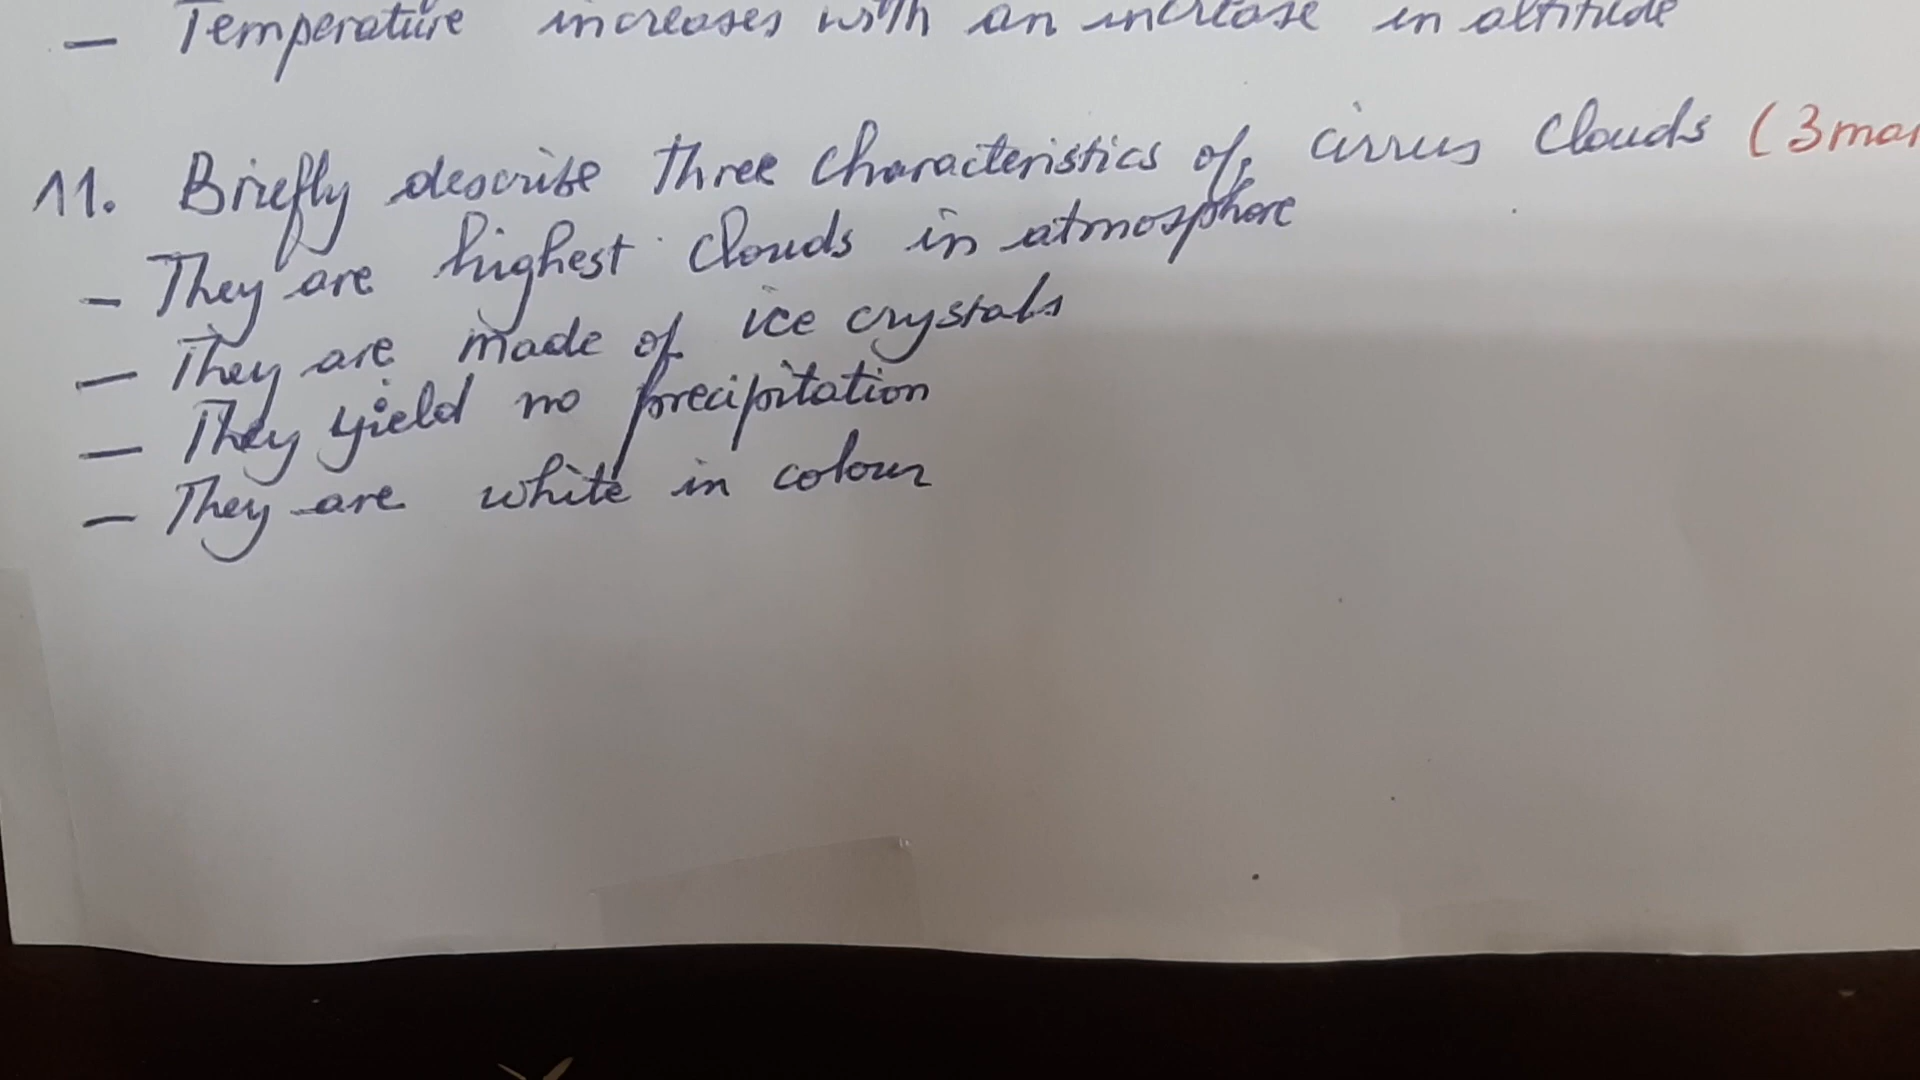 — Temperature increases with an increase in altitude
11. Briefly describe three characteristics of cirrus clouds (3mar
- They are highest clouds in atmosphere
— They are made of ice crystals
— They yield no precipitation
— They are white in colour